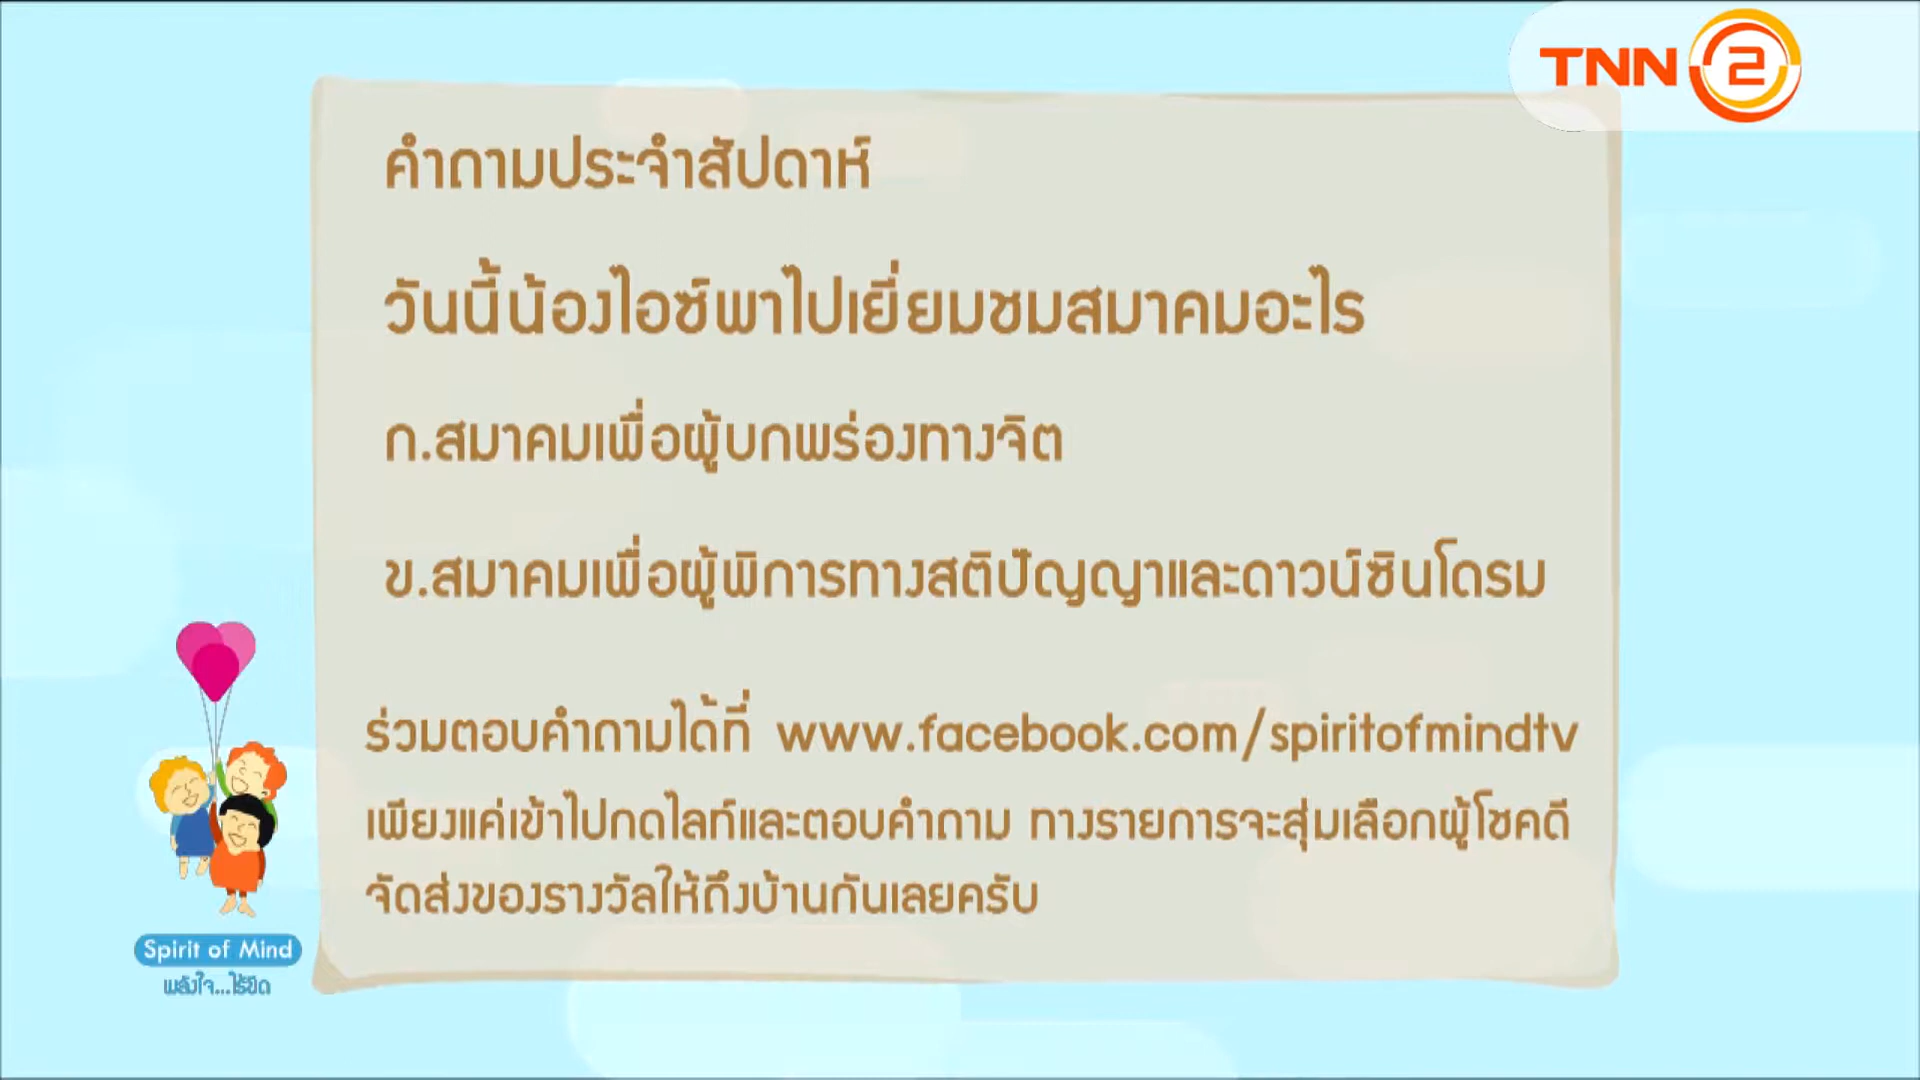 TNN 2
คำถามประจำสัปดาห์
วันนี้น้องไอซ์พาไปเยี่ยมชมสมาคมอะไร
ก.สมาคมเพื่อผู้บกพร่องทางจิต
ข.สมาคมเพื่อผู้พิการทางสติปัญญาและดาวน์ซินโดรม
ร่วมตอบคำถามได้ที่ www.facebook.com/spiritofmindtv
เพียงแค่เข้าไปกดไลท์และตอบคำถาม ทางรายการจะสุ่มเลือกผู้โชคดี
จัดส่งของรางวัลให้ถึงบ้านกันเลยครับ
Spirit of Mind
พลังใจ...ไร้ขีด